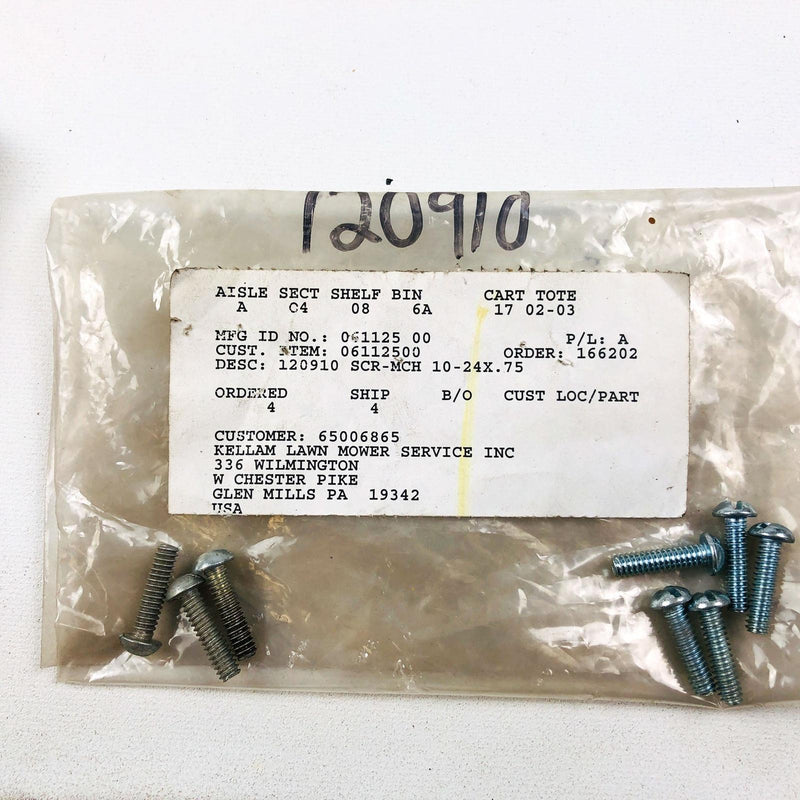 120910
AISLE SECT SHELF BIN CART TOTE
A 04 08 6A 17 02-03
MFG ID NO.: 061125 00 P/L: A
CUST. ITEM: 06112500 ORDER: 166202
DESC: 120910 SCR-MCH 10-24X.75
ORDERED SHIP B/O CUST LOC/PART
4 4
CUSTOMER: 65006865
KELLAM LAWN MOWER SERVICE INC
336 WILMINGTON
W CHESTER PIKE
GLEN MILLS PA 19342
USA